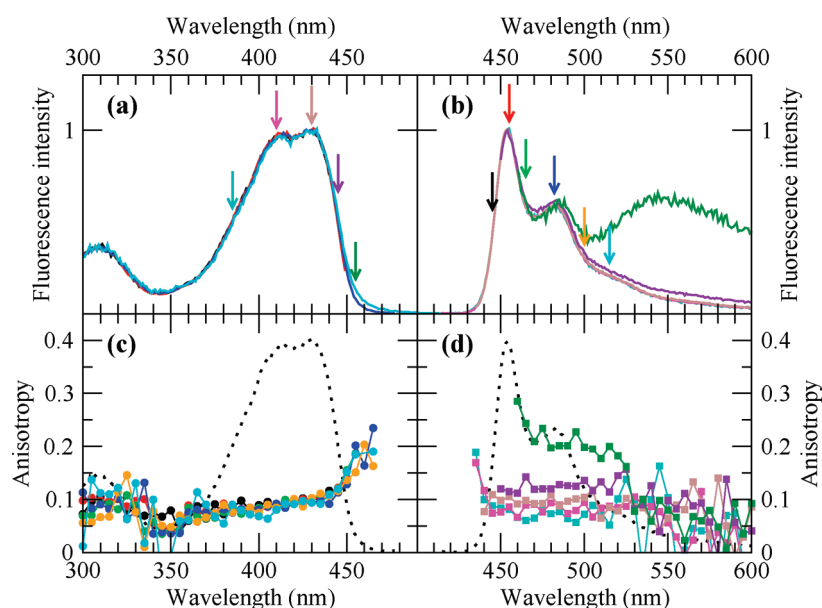 Wavelength (nm) Wavelength (nm)
300 350 400 450 450 500 550 600
(a) (b)
Fluorescence intensity 1 1 Fluorescence intensity
(c) (d)
Anisotropy 0.4 0.3 0.2 0.1 0 0.4 0.3 0.2 0.1 0 Anisotropy
300 350 400 450 450 500 550 600
Wavelength (nm) Wavelength (nm)